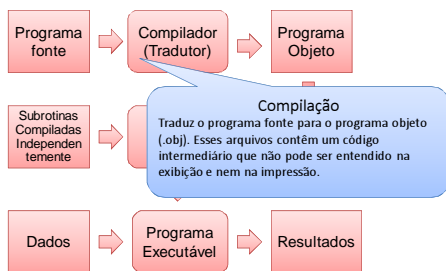 Programa
fonte
Compilador
(Tradutor)
Programa
Objeto
Subrotinas
Compiladas
Independen
temente
Compilação
Traduz o programa fonte para o programa objeto
(.obj). Esses arquivos contêm um código
intermediário que não pode ser entendido na
exibição e nem na impressão.
Dados
Programa
Executável
Resultados